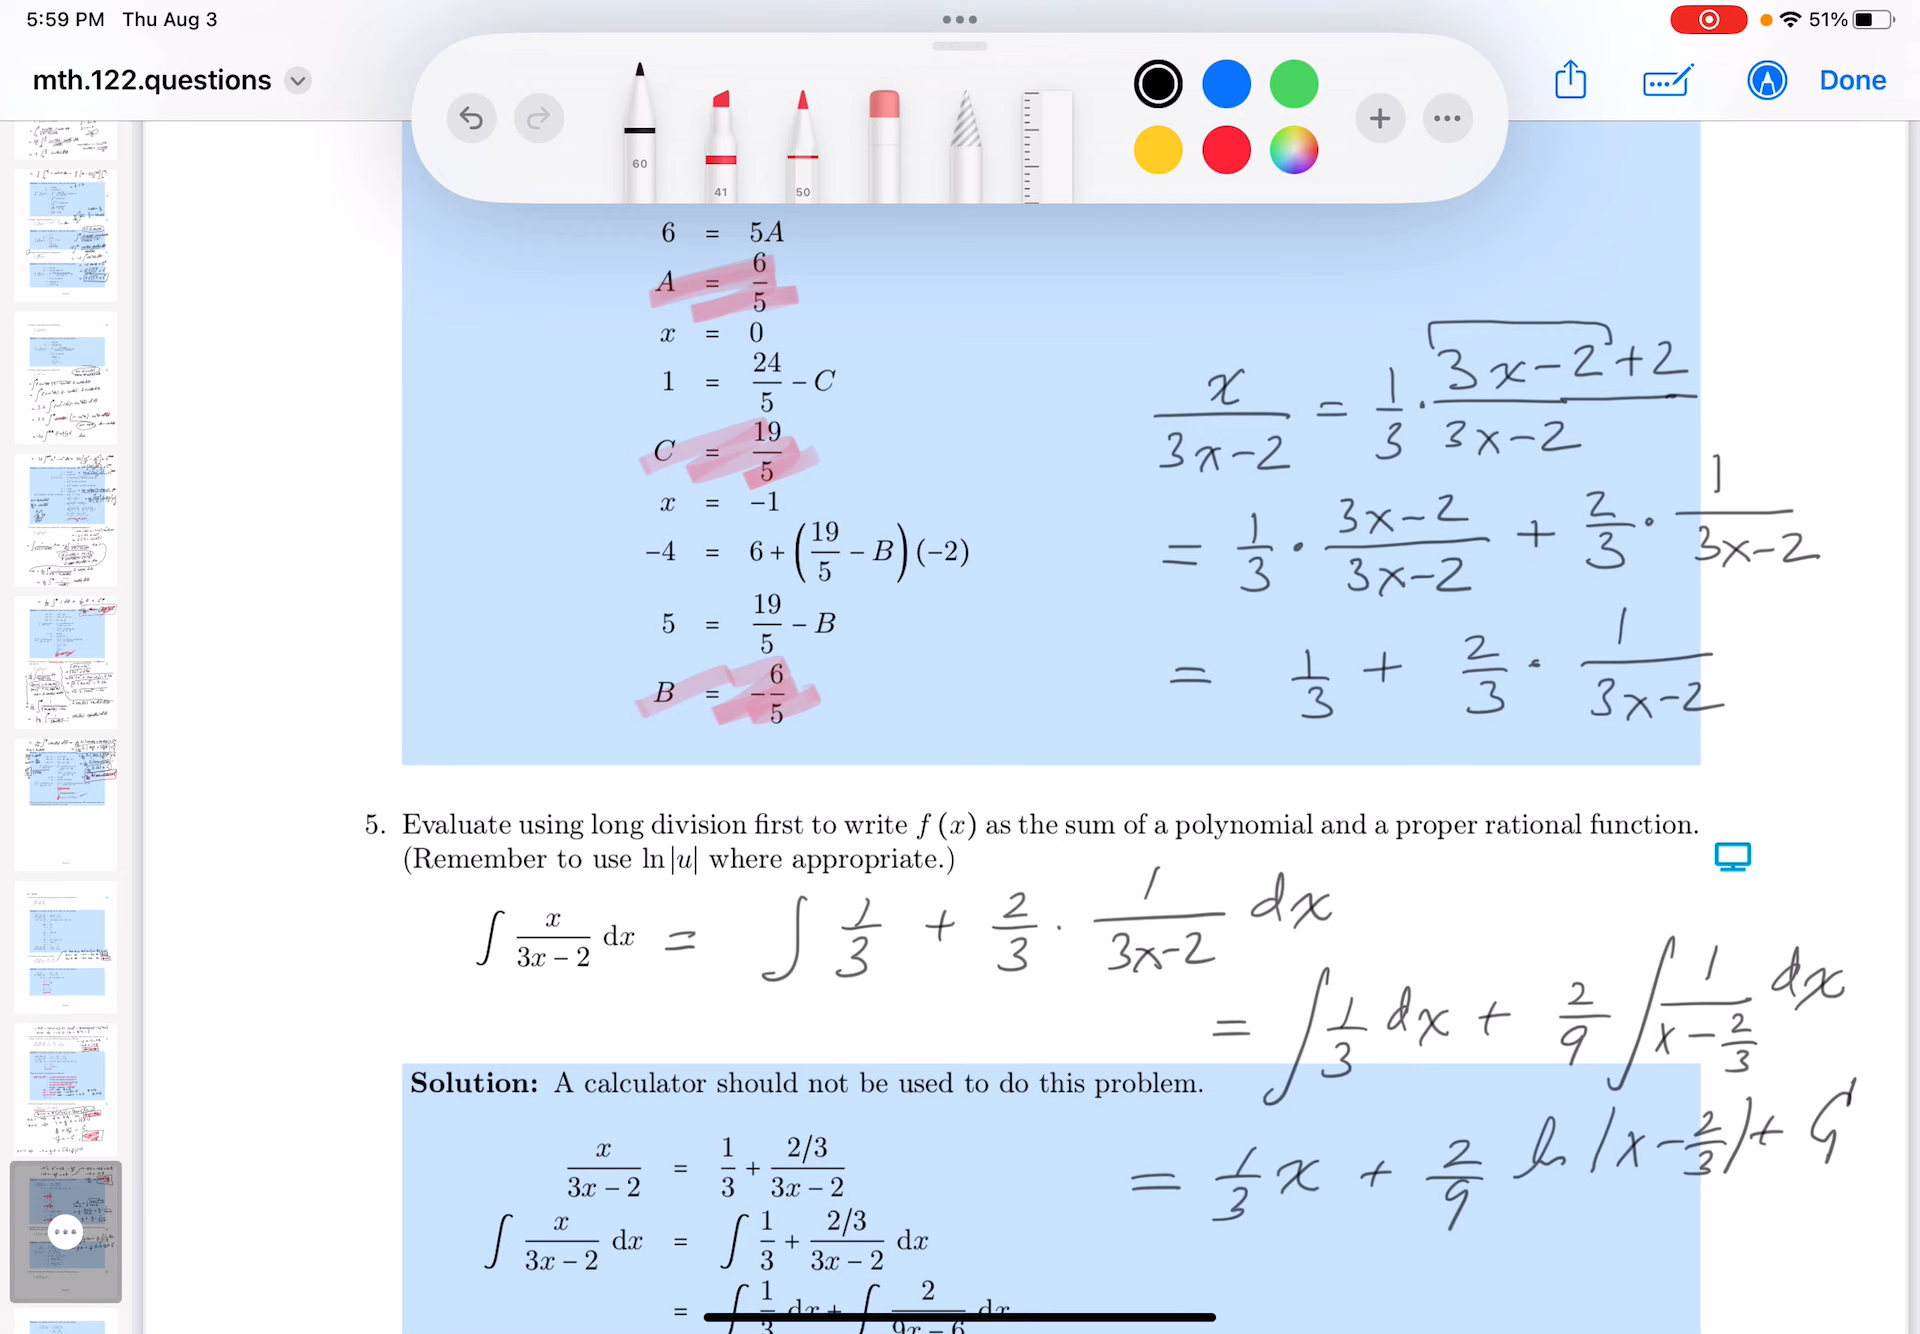 5:59 PM Thu Aug 3
51%
mth.122.questions
Done
60
41
50
6 = 5A
A = 6/5
x = 0
1 = 24/5 − C
C = 19/5
x = −1
−4 = 6 + (19/5 − B)(−2)
5 = 19/5 − B
B = −6/5
x/(3x−2) = 1/3 · (3x−2+2)/(3x−2)
= 1/3 · (3x−2)/(3x−2) + 2/3 · 1/(3x−2)
= 1/3 + 2/3 · 1/(3x−2)
5. Evaluate using long division first to write f (x) as the sum of a polynomial and a proper rational function.
(Remember to use ln |u| where appropriate.)
∫ x/(3x − 2) dx = ∫ 1/3 + 2/3 · 1/(3x−2) dx
= ∫ 1/3 dx + 2/9 ∫ 1/(x − 2/3) dx
= 1/3 x + 2/9 ln |x − 2/3| + C
Solution: A calculator should not be used to do this problem.
x/(3x − 2) = 1/3 + (2/3)/(3x − 2)
∫ x/(3x − 2) dx = ∫ 1/3 + (2/3)/(3x − 2) dx
= ∫ 1/3 dx + ∫ 2/(9x − 6) dx